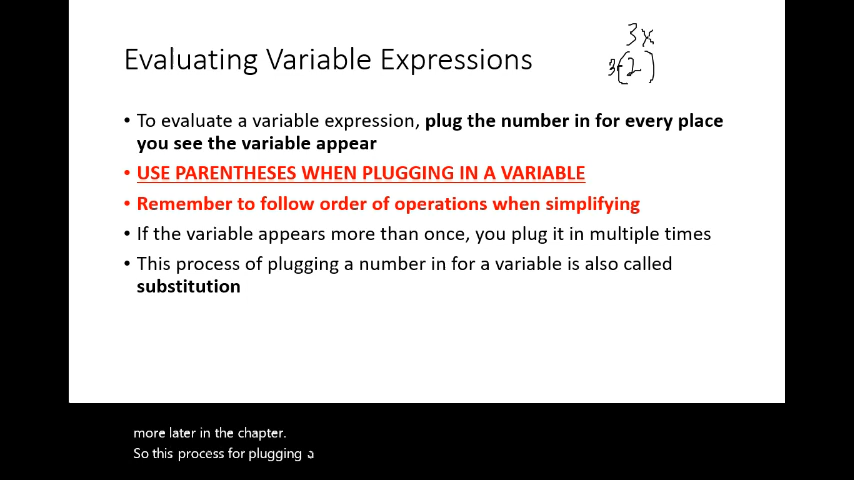 Evaluating Variable Expressions
3x
3(2)
• To evaluate a variable expression, plug the number in for every place
you see the variable appear
• USE PARENTHESES WHEN PLUGGING IN A VARIABLE
• Remember to follow order of operations when simplifying
• If the variable appears more than once, you plug it in multiple times
• This process of plugging a number in for a variable is also called
substitution
more later in the chapter.
So this process for plugging a